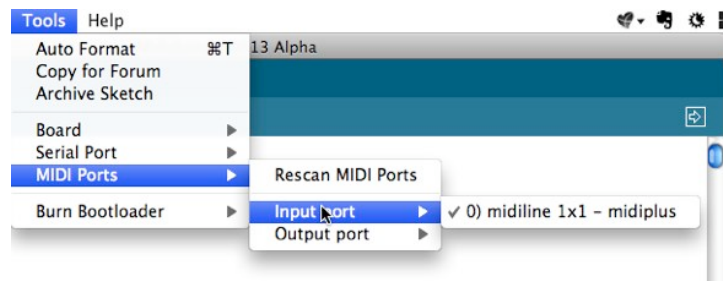 Tools Help
Auto Format ⌘T
13 Alpha
Copy for Forum
Archive Sketch
Board
Serial Port
MIDI Ports
Rescan MIDI Ports
Burn Bootloader
Input port
✓ 0) midiline 1x1 – midiplus
Output port